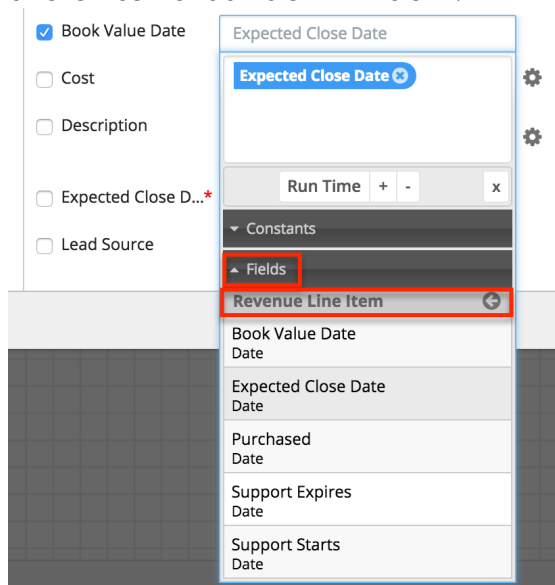 Book Value Date
Expected Close Date
Cost
Expected Close Date
Description
Run Time + - x
Expected Close D...*
Constants
Lead Source
Fields
Revenue Line Item
Book Value Date
Date
Expected Close Date
Date
Purchased
Date
Support Expires
Date
Support Starts
Date